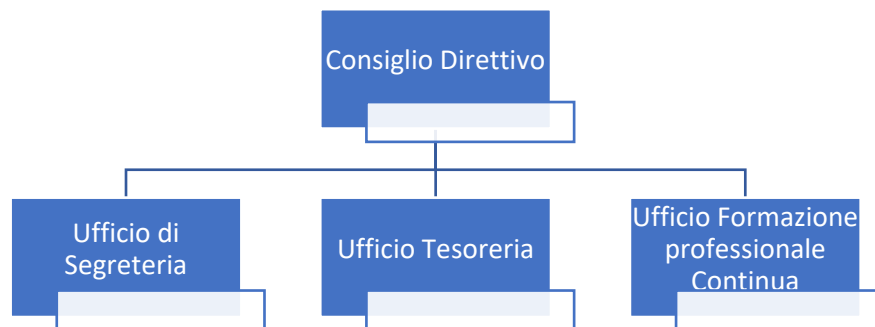 Consiglio Direttivo
Ufficio di
Segreteria
Ufficio Tesoreria
Ufficio Formazione
professionale
Continua